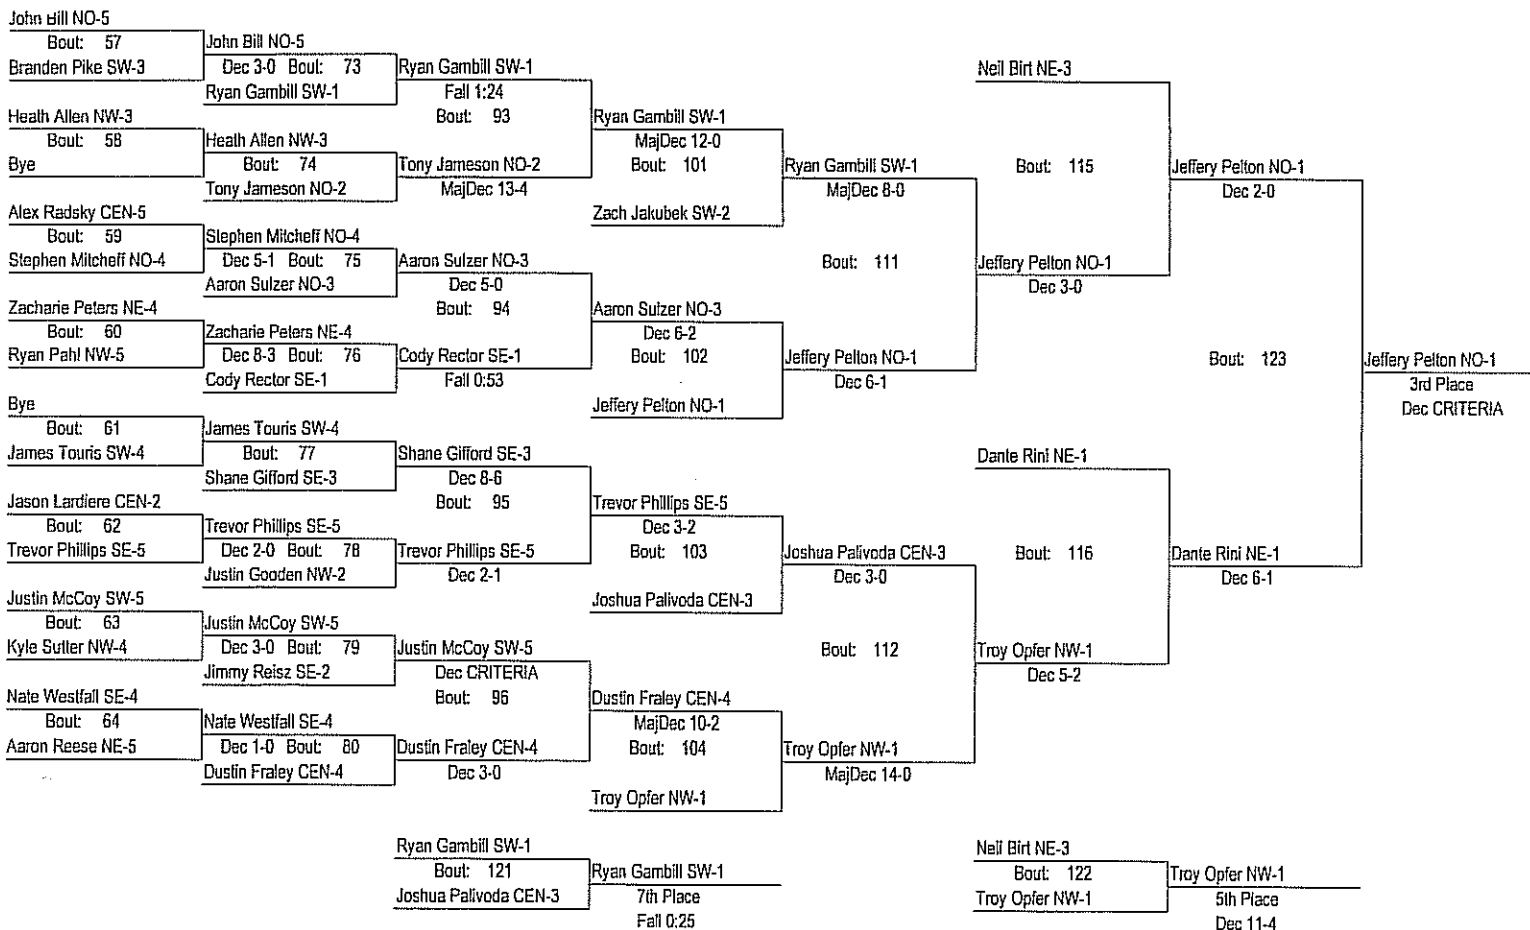 John Bill NO-5
Bout: 57
Branden Pike SW-3
Heath Allen NW-3
Bout: 58
Bye
Alex Radsky CEN-5
Bout: 59
Stephen Mitcheff NO-4
Zacharie Peters NE-4
Bout: 60
Ryan Pahl NW-5
Bye
Bout: 61
James Touris SW-4
Jason Lardiere CEN-2
Bout: 62
Trevor Phillips SE-5
Justin McCoy SW-5
Bout: 63
Kyle Sutter NW-4
Nate Westfall SE-4
Bout: 64
Aaron Reese NE-5
John Bill NO-5
Dec 3-0 Bout: 73
Ryan Gambill SW-1
Heath Allen NW-3
Bout: 74
Tony Jameson NO-2
Stephen Mitcheff NO-4
Dec 5-1 Bout: 75
Aaron Sulzer NO-3
Zacharie Peters NE-4
Dec 8-3 Bout: 76
Cody Rector SE-1
James Touris SW-4
Bout: 77
Shane Gifford SE-3
Trevor Phillips SE-5
Dec 2-0 Bout: 78
Justin Gooden NW-2
Justin McCoy SW-5
Dec 3-0 Bout: 79
Jimmy Reisz SE-2
Nate Westfall SE-4
Dec 1-0 Bout: 80
Dustin Fraley CEN-4
Ryan Gambill SW-1
Fall 1:24
Bout: 93
Tony Jameson NO-2
MajDec 13-4
Aaron Sulzer NO-3
Dec 5-0
Bout: 94
Cody Rector SE-1
Fall 0:53
Shane Gifford SE-3
Dec 8-6
Bout: 95
Trevor Phillips SE-5
Dec 2-1
Justin McCoy SW-5
Dec CRITERIA
Bout: 96
Dustin Fraley CEN-4
Dec 3-0
Ryan Gambill SW-1
MajDec 12-0
Bout: 101
Zach Jakubek SW-2
Aaron Sulzer NO-3
Dec 6-2
Bout: 102
Jeffery Pelton NO-1
Trevor Phillips SE-5
Dec 3-2
Bout: 103
Joshua Palivoda CEN-3
Dustin Fraley CEN-4
MajDec 10-2
Bout: 104
Troy Opfer NW-1
Ryan Gambill SW-1
MajDec 8-0
Bout: 111
Jeffery Pelton NO-1
Dec 6-1
Joshua Palivoda CEN-3
Dec 3-0
Bout: 112
Troy Opfer NW-1
MajDec 14-0
Neil Birt NE-3
Bout: 115
Jeffery Pelton NO-1
Dec 3-0
Dante Rini NE-1
Bout: 116
Troy Opfer NW-1
Dec 5-2
Jeffery Pelton NO-1
Dec 2-0
Bout: 123
Dante Rini NE-1
Dec 6-1
Jeffery Pelton NO-1
3rd Place
Dec CRITERIA
Ryan Gambill SW-1
Bout: 121
Joshua Palivoda CEN-3
Ryan Gambill SW-1
7th Place
Fall 0:25
Neil Birt NE-3
Bout: 122
Troy Opfer NW-1
Troy Opfer NW-1
5th Place
Dec 11-4